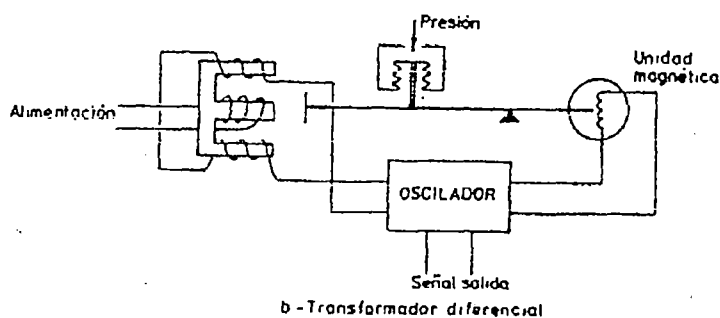 Presión
Unidad
magnética
Alimentación
OSCILADOR
Señal salida
b - Transformador diferencial